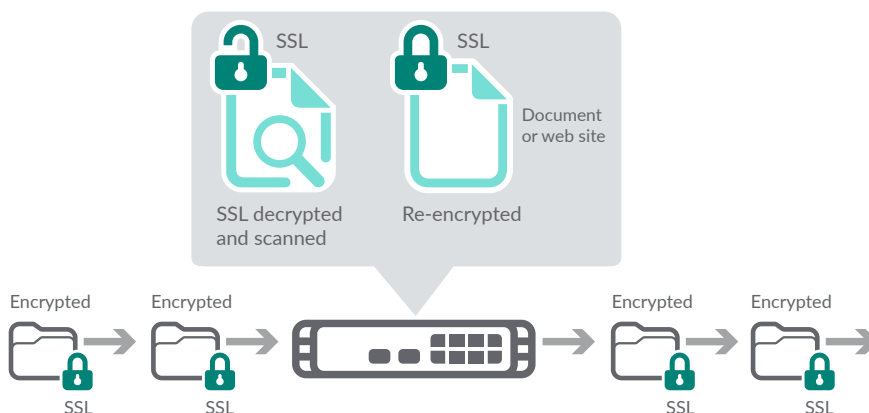 SSL
SSL
Document
or web site
SSL decrypted
and scanned
Re-encrypted
Encrypted
Encrypted
Encrypted
Encrypted
SSL
SSL
SSL
SSL